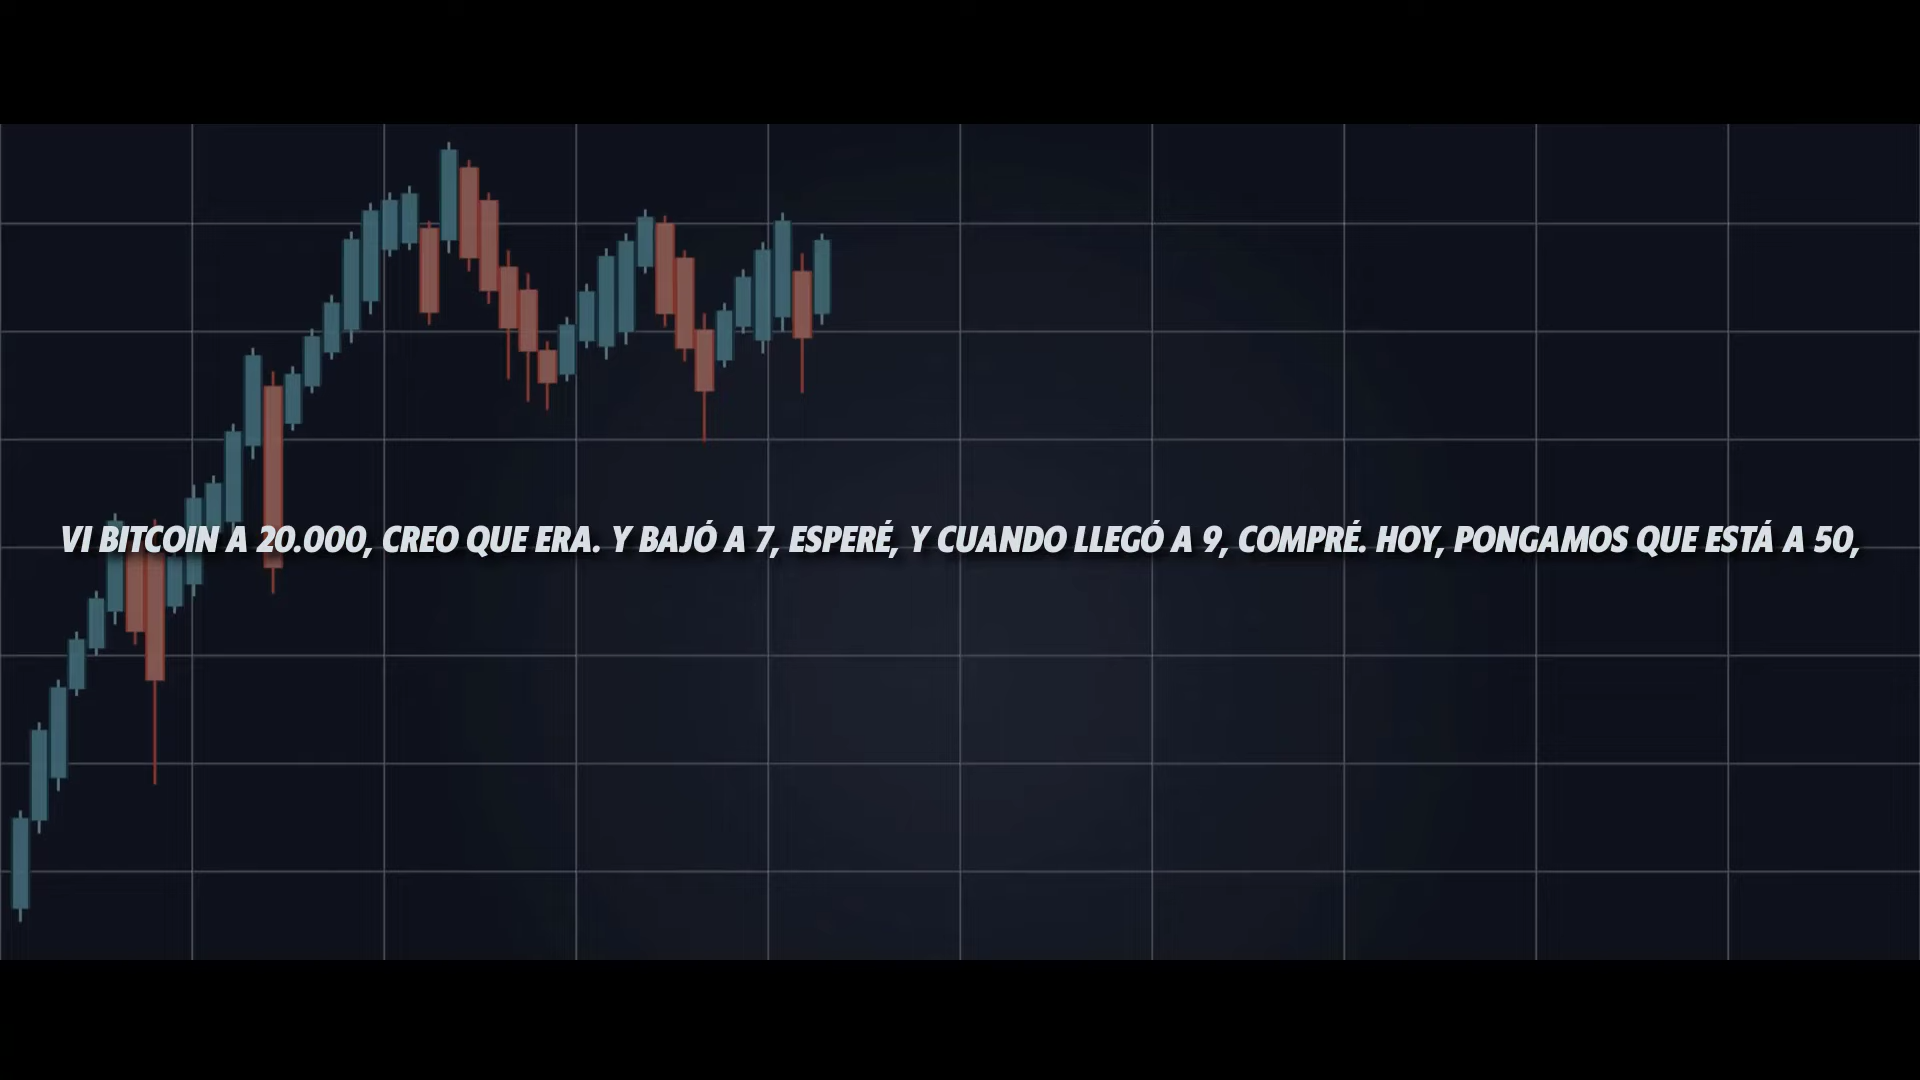 VI BITCOIN A 20.000, CREO QUE ERA. Y BAJÓ A 7, ESPERÉ, Y CUANDO LLEGÓ A 9, COMPRÉ. HOY, PONGAMOS QUE ESTÁ A 50,